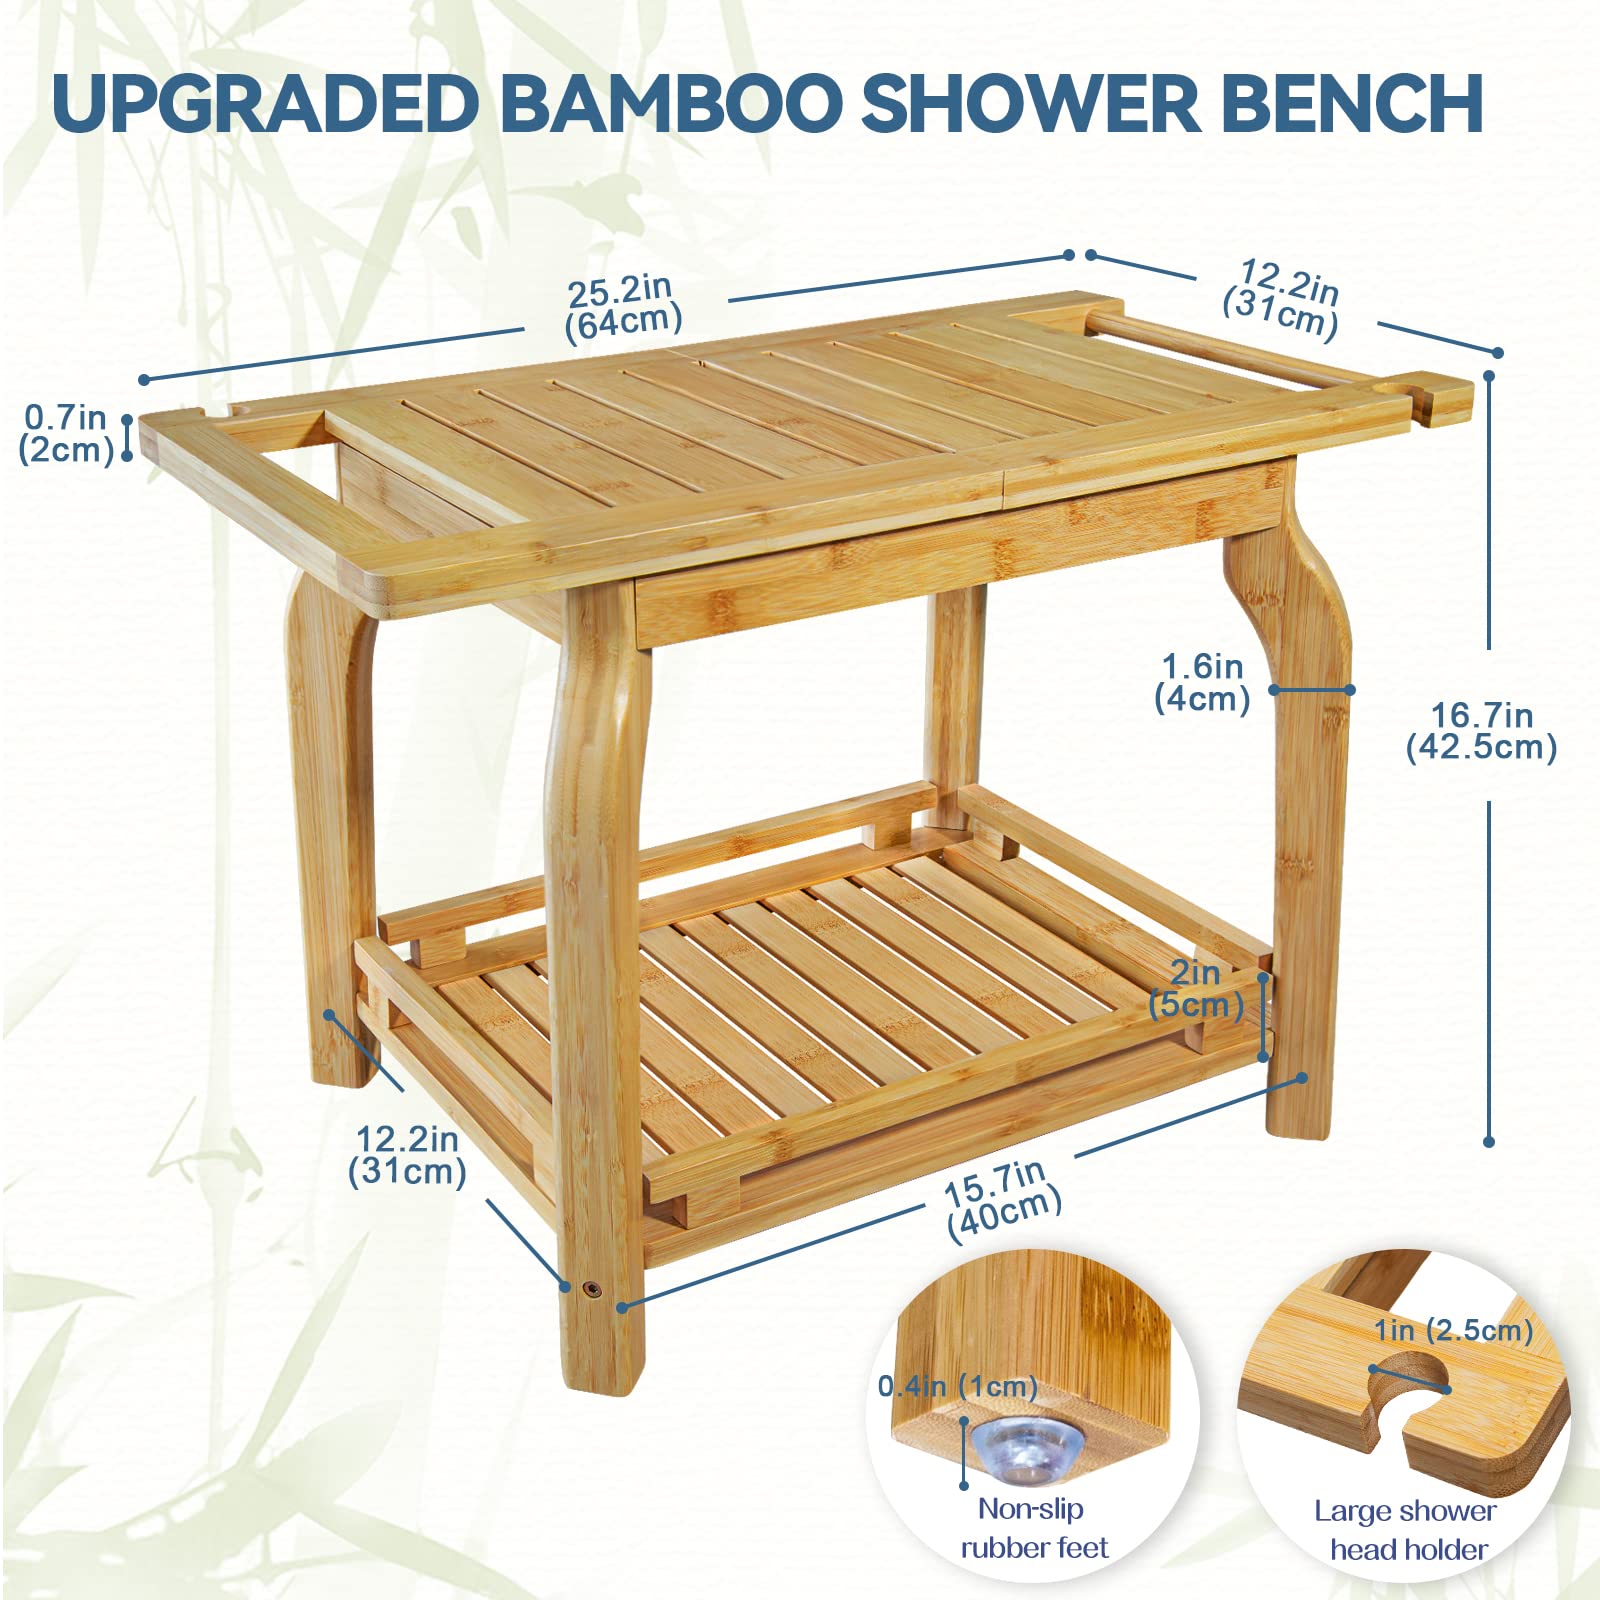 UPGRADED BAMBOO SHOWER BENCH
25.2in
(64cm)
12.2in
(31cm)
0.7in
(2cm)
1.6in
(4cm)
16.7in
(42.5cm)
2in
(5cm)
12.2in
(31cm)
15.7in
(40cm)
0.4in (1cm)
Non-slip
rubber feet
1in (2.5cm)
Large shower
head holder